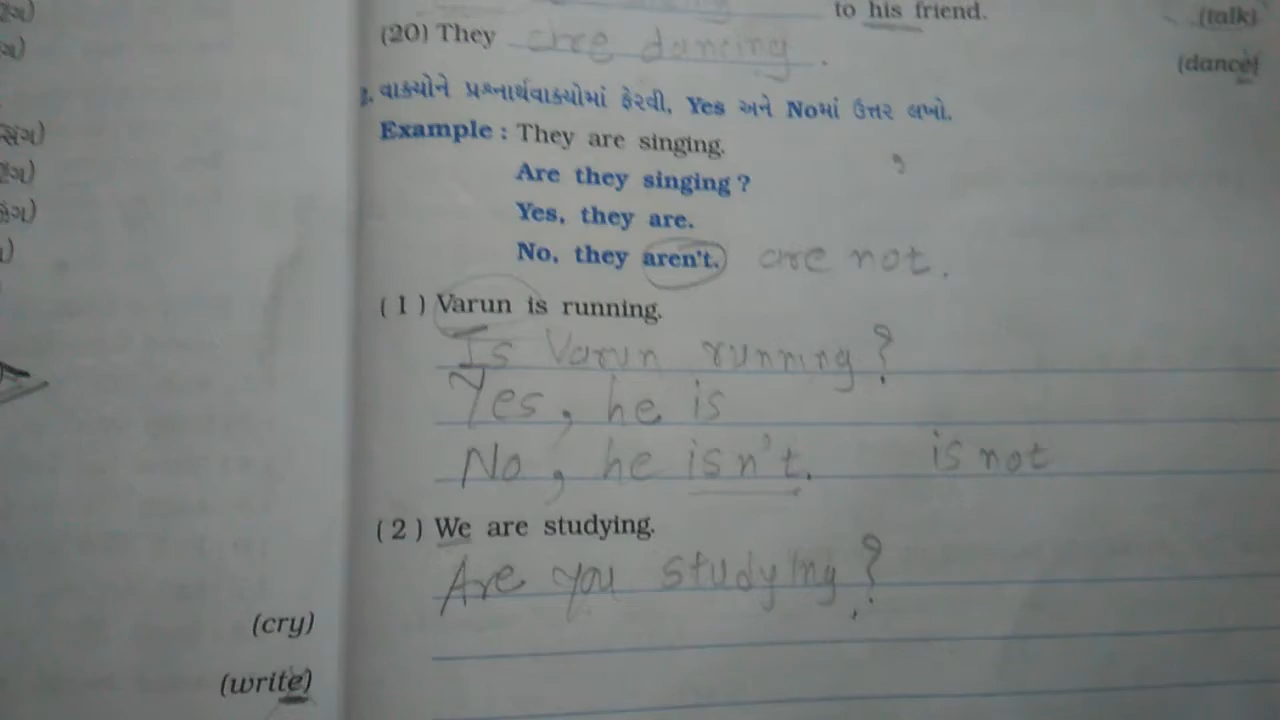 to his friend. (talk)
(20) They are dancing. (dance)
વાક્યોને પ્રશ્નાર્થવાક્યોમાં ફેરવી, Yes અને Noમાં ઉત્તર લખો.
Example : They are singing.
Are they singing ?
Yes, they are.
No, they aren't. are not.
( 1 ) Varun is running.
Is Varun running ?
Yes, he is
No, he isn't. is not
( 2 ) We are studying.
Are you studying ?
(cry)
(write)